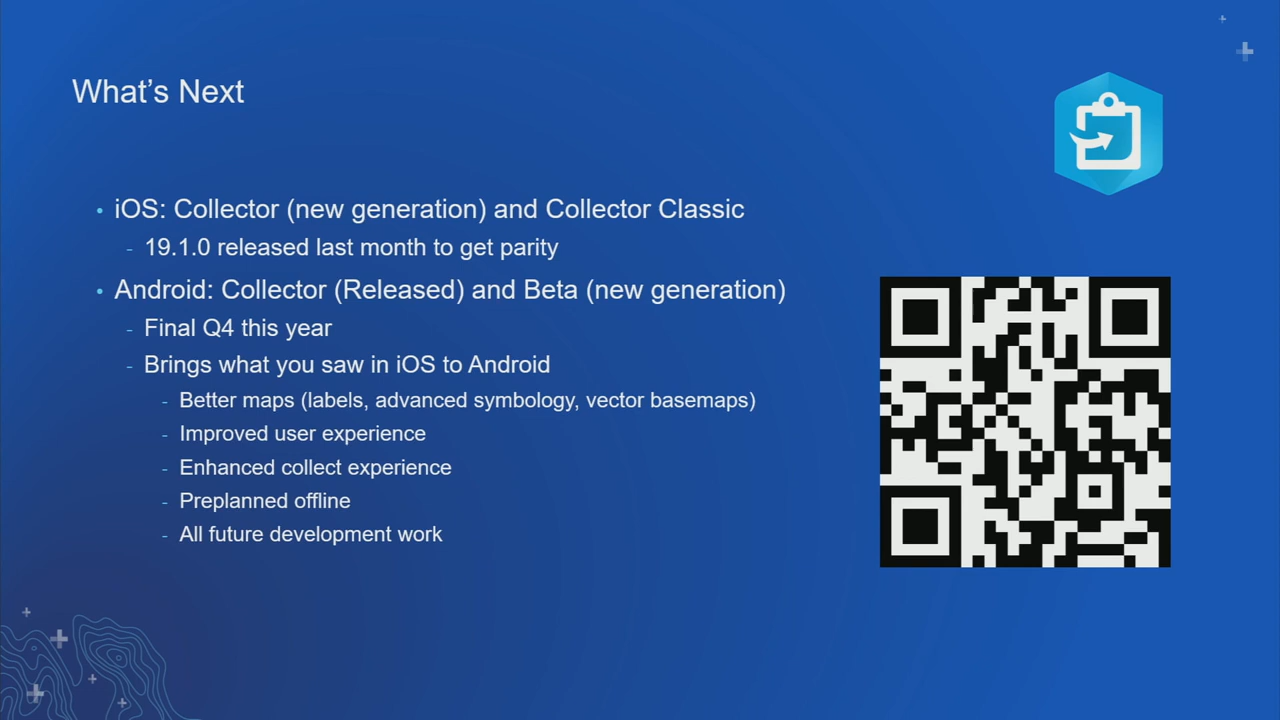 What's Next
• iOS: Collector (new generation) and Collector Classic
- 19.1.0 released last month to get parity
• Android: Collector (Released) and Beta (new generation)
- Final Q4 this year
- Brings what you saw in iOS to Android
- Better maps (labels, advanced symbology, vector basemaps)
- Improved user experience
- Enhanced collect experience
- Preplanned offline
- All future development work